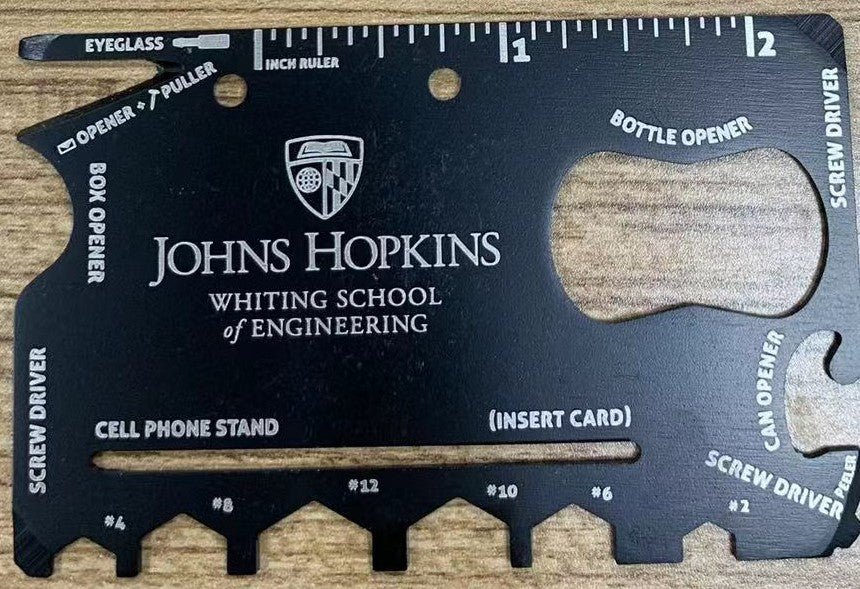 EYEGLASS
INCH RULER
1
2
OPENER + PULLER
BOX OPENER
BOTTLE OPENER
SCREW DRIVER
JOHNS HOPKINS
WHITING SCHOOL
of ENGINEERING
SCREW DRIVER
CAN OPENER
CELL PHONE STAND
(INSERT CARD)
SCREW DRIVER
PEELER
#4
#8
#12
#10
#6
#2